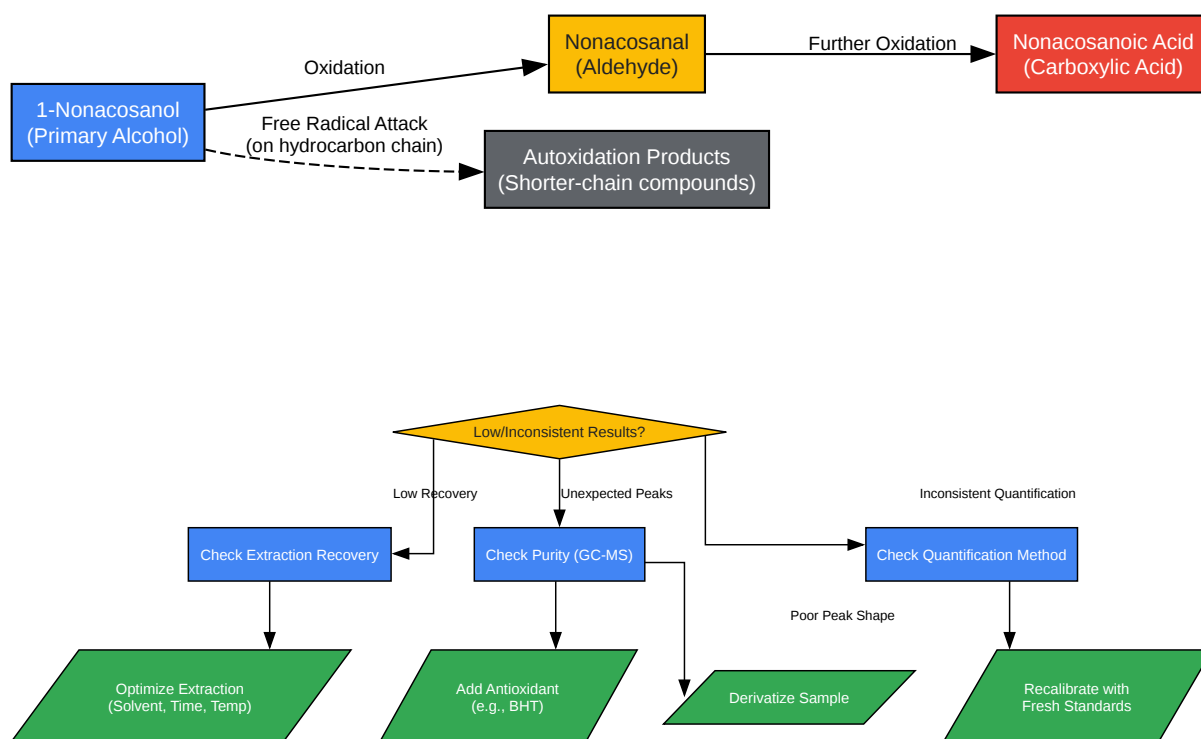 Nonacosanal
(Aldehyde)
Further Oxidation
Nonacosanoic Acid
(Carboxylic Acid)
Oxidation
1-Nonacosanol
(Primary Alcohol)
Free Radical Attack
(on hydrocarbon chain)
Autoxidation Products
(Shorter-chain compounds)
Low/Inconsistent Results?
Low Recovery
Unexpected Peaks
Inconsistent Quantification
Check Extraction Recovery
Check Purity (GC-MS)
Check Quantification Method
Poor Peak Shape
Optimize Extraction
(Solvent, Time, Temp)
Add Antioxidant
(e.g., BHT)
Derivatize Sample
Recalibrate with
Fresh Standards